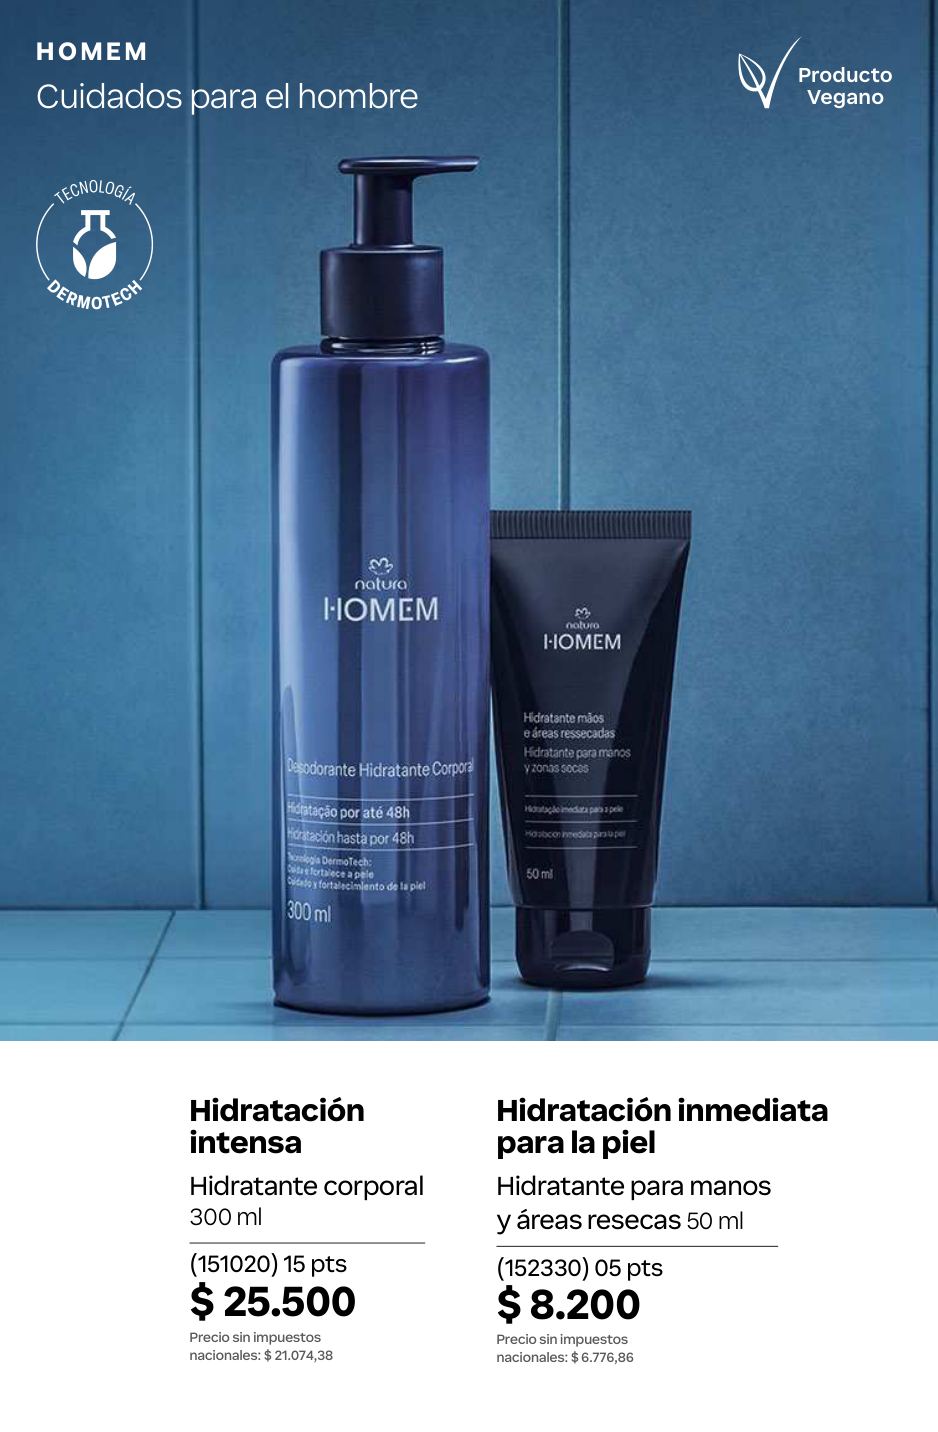 HOMEM
Cuidados para el hombre
Producto
Vegano
TECNOLOGÍA
DERMOTECH
natura
HOMEM
Desodorante Hidratante Corporal
Hidratação por até 48h
Hidratación hasta por 48h
Tecnologia DermoTech:
Cuida e fortalece a pele
Cuidado y fortalecimiento de la piel
300 ml
natura
HOMEM
Hidratante mãos
e áreas ressecadas
Hidratante para manos
y zonas secas
Hidratação imediata para a pele
Hidratación inmediata para la piel
50 ml
Hidratación
intensa
Hidratante corporal
300 ml
(151020) 15 pts
$ 25.500
Precio sin impuestos
nacionales: $ 21.074,38
Hidratación inmediata
para la piel
Hidratante para manos
y áreas resecas 50 ml
(152330) 05 pts
$ 8.200
Precio sin impuestos
nacionales: $ 6.776,86